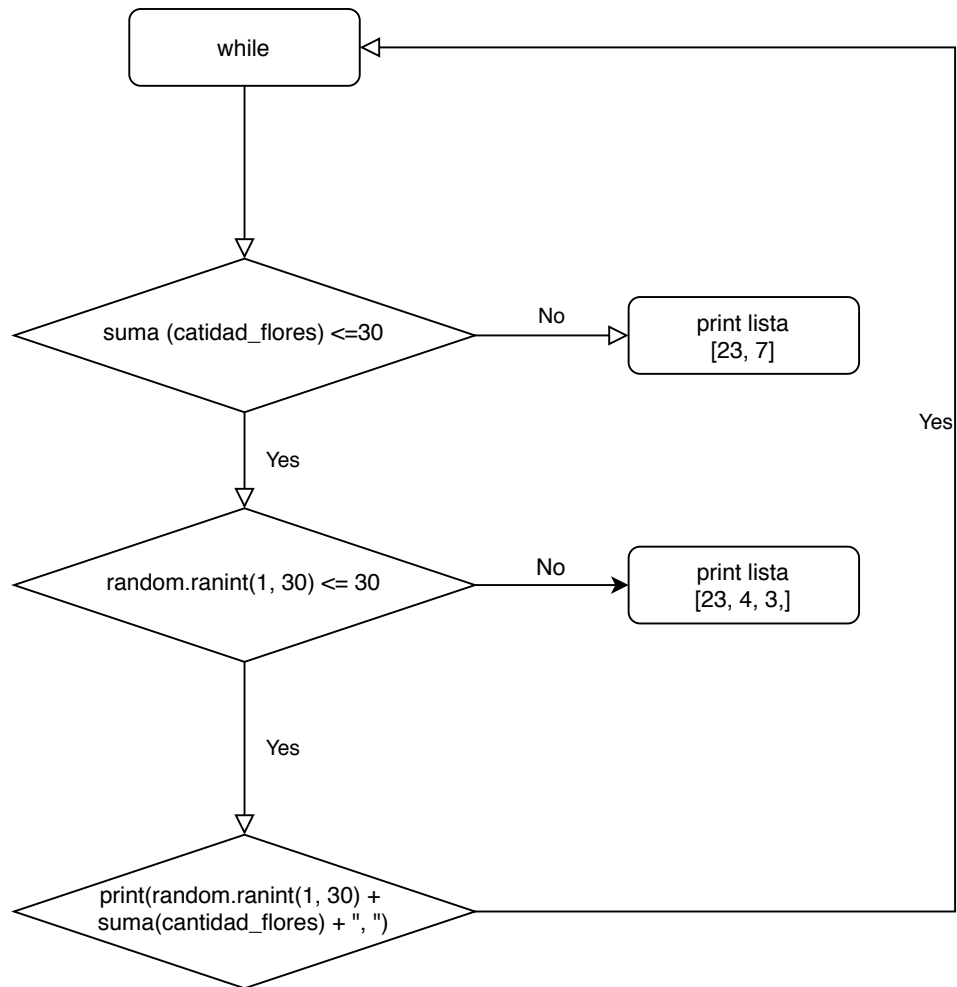 while
suma (catidad_flores) <=30
No
print lista
[23, 7]
Yes
Yes
random.ranint(1, 30) <= 30
No
print lista
[23, 4, 3,]
Yes
print(random.ranint(1, 30) +
suma(cantidad_flores) + ", ")